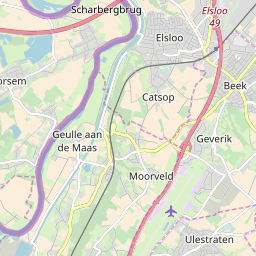 Scharbergbrug
Elsloo
Elsloo
49
orsem
Catsop
Beek
Geulle aan
de Maas
Geverik
Moorveld
Ulestraten